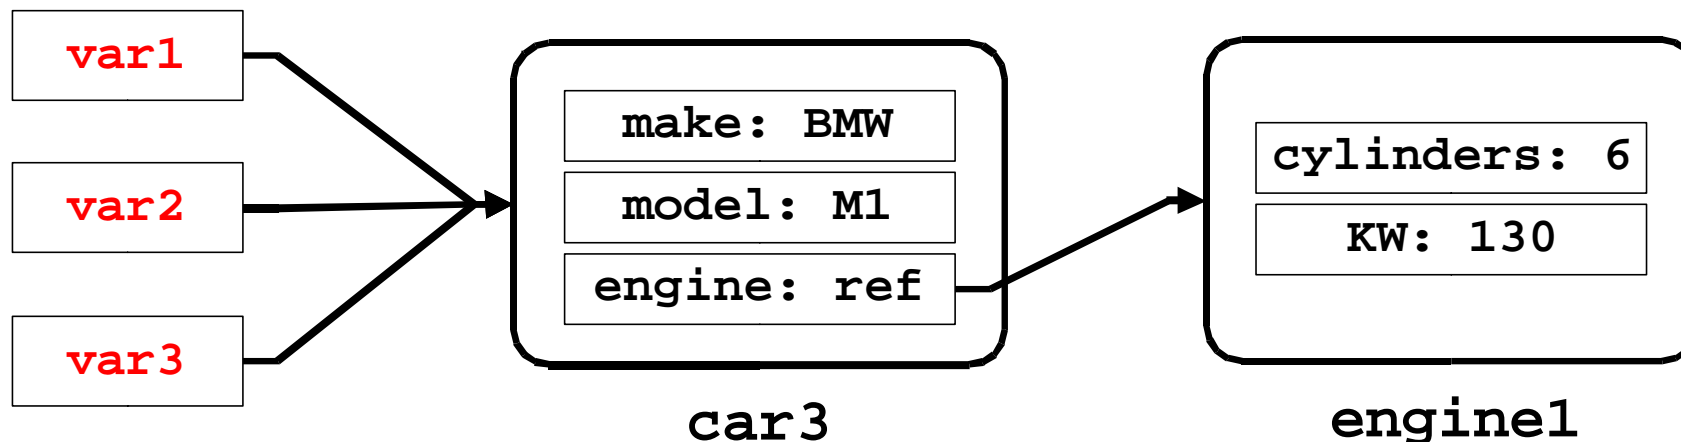 var1
var2
var3
make: BMW
model: M1
engine: ref
car3
cylinders: 6
KW: 130
engine1